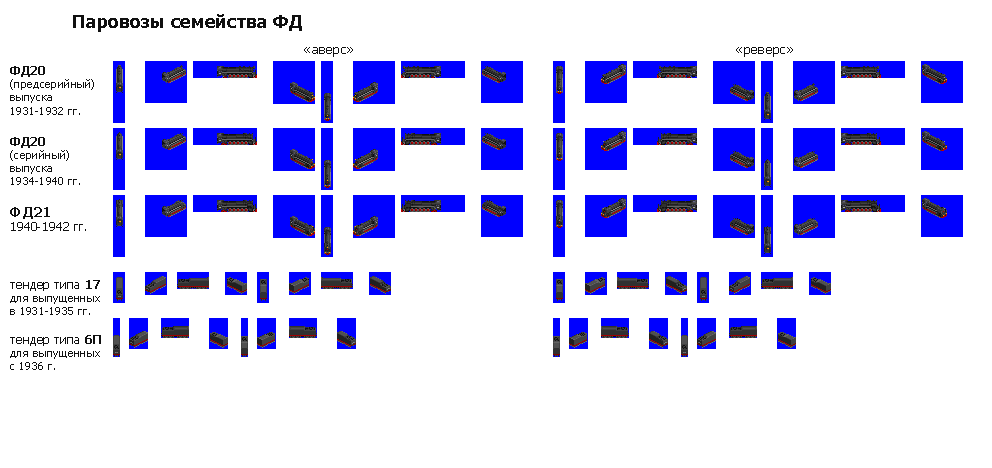 Паровозы семейства ФД
«аверс»
«реверс»
ФД20
(предсерийный)
выпуска
1931-1932 гг.
ФД20
(серийный)
выпуска
1934-1940 гг.
ФД21
1940-1942 гг.
тендер типа 17
для выпущенных
в 1931-1935 гг.
тендер типа 6П
для выпущенных
с 1936 г.